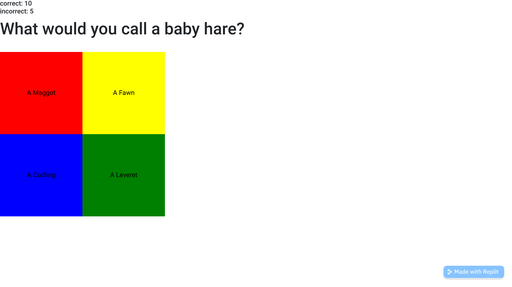 correct: 10
incorrect: 5
What would you call a baby hare?
A Maggot
A Fawn
A Codling
A Leveret
Made with Replit